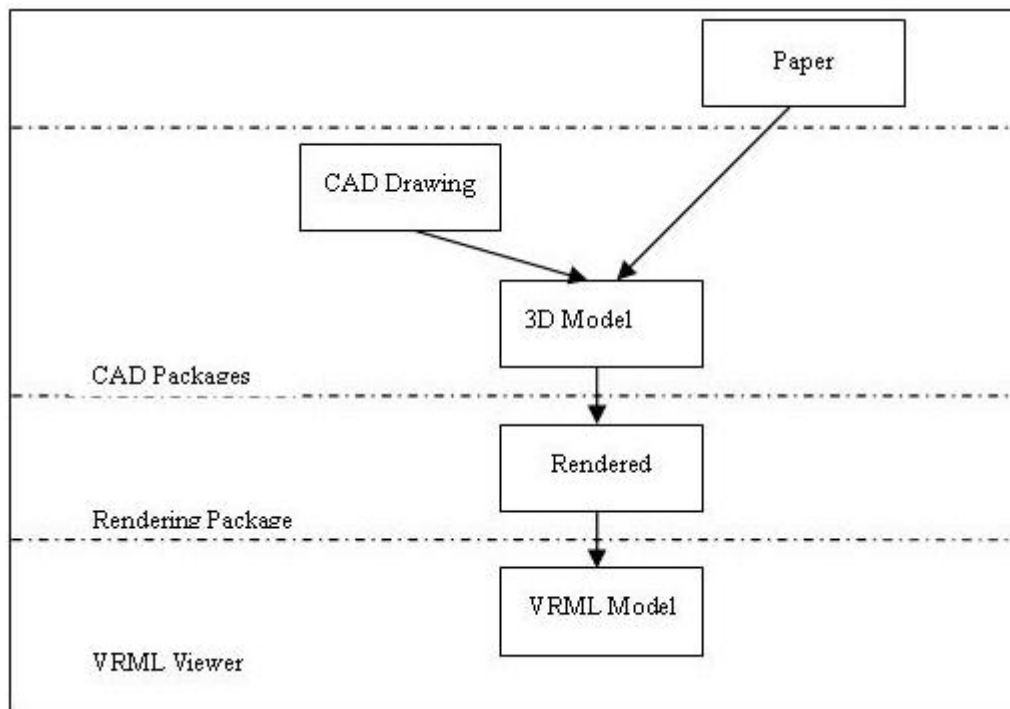 Paper
CAD Drawing
3D Model
CAD Packages
Rendered
Rendering Package
VRML Model
VRML Viewer